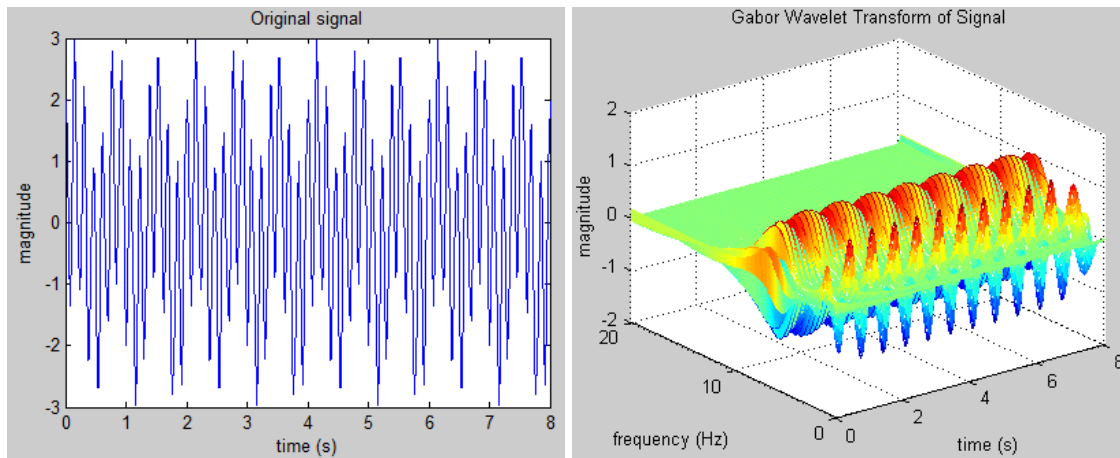 Original signal
3
2
1
0
-1
-2
-3
magnitude
0 1 2 3 4 5 6 7 8
time (s)
Gabor Wavelet Transform of Signal
2
1
0
-1
-2
magnitude
20
10
0
frequency (Hz)
0
2
4
6
8
time (s)